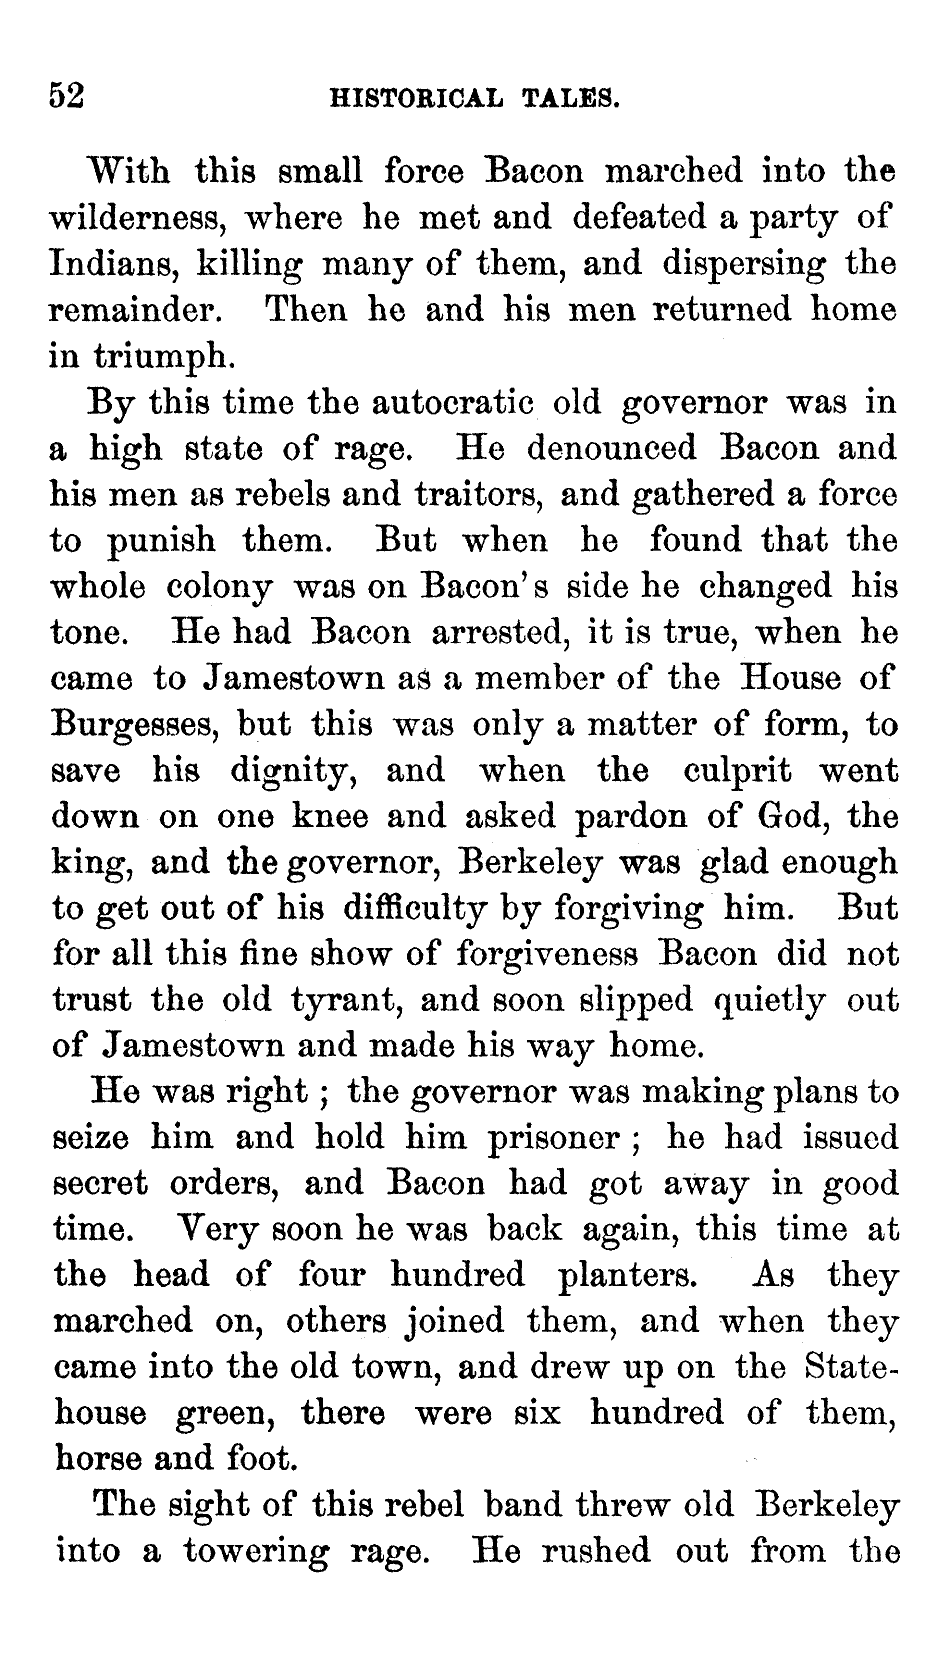 52 HISTORICAL TALES.
With this small force Bacon marched into the
wilderness, where he met and defeated a party of
Indians, killing many of them, and dispersing the
remainder. Then he and his men returned home
in triumph.
By this time the autocratic old governor was in
a high state of rage. He denounced Bacon and
his men as rebels and traitors, and gathered a force
to punish them. But when he found that the
whole colony was on Bacon's side he changed his
tone. He had Bacon arrested, it is true, when he
came to Jamestown as a member of the House of
Burgesses, but this was only a matter of form, to
save his dignity, and when the culprit went
down on one knee and asked pardon of God, the
king, and the governor, Berkeley was glad enough
to get out of his difficulty by forgiving him. But
for all this fine show of forgiveness Bacon did not
trust the old tyrant, and soon slipped quietly out
of Jamestown and made his way home.
He was right ; the governor was making plans to
seize him and hold him prisoner ; he had issued
secret orders, and Bacon had got away in good
time. Very soon he was back again, this time at
the head of four hundred planters. As they
marched on, others joined them, and when they
came into the old town, and drew up on the State-
house green, there were six hundred of them,
horse and foot.
The sight of this rebel band threw old Berkeley
into a towering rage. He rushed out from the